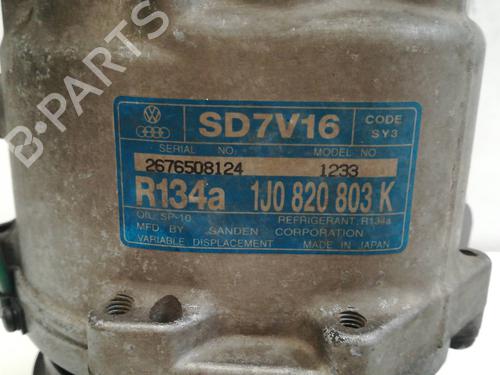 B-PARTS
SD7V16
CODE
SY3
SERIAL NO
MODEL NO
2676508124
1233
R134a 1J0 820 803 K
OIL SP-10
REFRIGERANT R134a
MFD BY SANDEN CORPORATION
VARIABLE DISPLACEMENT MADE IN JAPAN